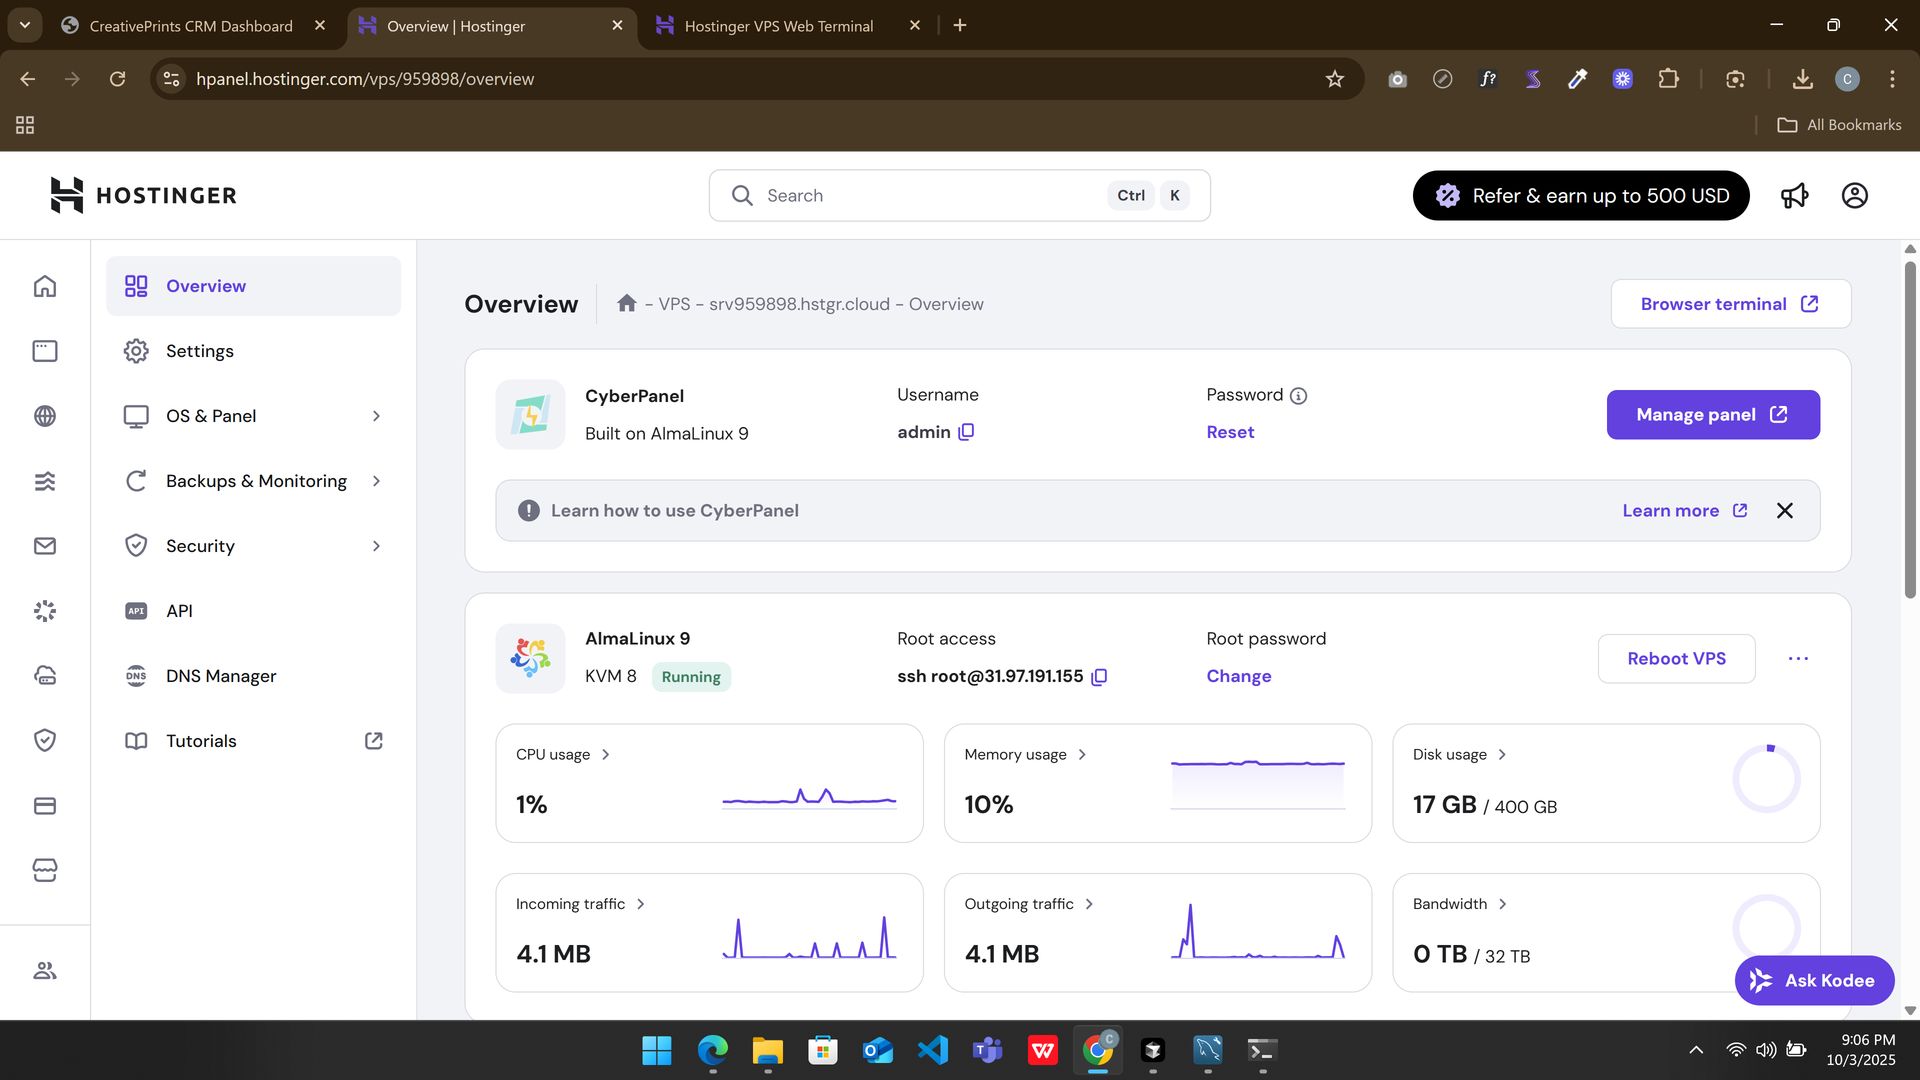 CreativePrints CRM Dashboard
Overview | Hostinger
Hostinger VPS Web Terminal
hpanel.hostinger.com/vps/959898/overview
f?
C
All Bookmarks
HOSTINGER
Search
Ctrl
K
Refer & earn up to 500 USD
Overview
Settings
OS & Panel
Backups & Monitoring
Security
API
API
DNS
DNS Manager
Tutorials
Overview
- VPS - srv959898.hstgr.cloud - Overview
Browser terminal
CyberPanel
Built on AlmaLinux 9
Username
admin
Password
Reset
Manage panel
Learn how to use CyberPanel
Learn more
AlmaLinux 9
KVM 8
Running
Root access
ssh root@31.97.191.155
Root password
Change
Reboot VPS
CPU usage
1%
Memory usage
10%
Disk usage
17 GB / 400 GB
Incoming traffic
4.1 MB
Outgoing traffic
4.1 MB
Bandwidth
0 TB / 32 TB
Ask Kodee
9:06 PM
10/3/2025